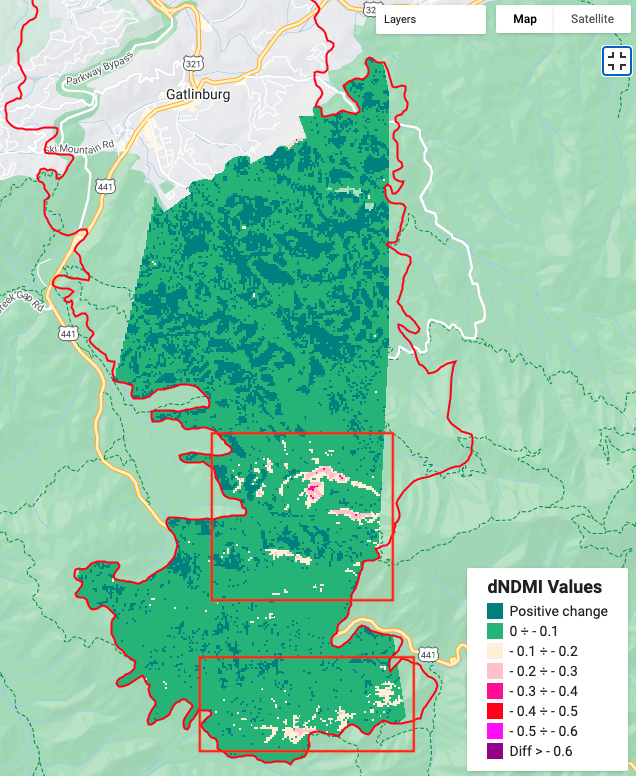 32
Layers
Map
Satellite
321
Parkway Bypass
Gatlinburg
Ski Mountain Rd
441
441
dNDMI Values
Positive change
0 ÷ - 0.1
- 0.1 ÷ - 0.2
- 0.2 ÷ - 0.3
- 0.3 ÷ - 0.4
- 0.4 ÷ - 0.5
- 0.5 ÷ - 0.6
Diff > - 0.6
441
Gap Rd